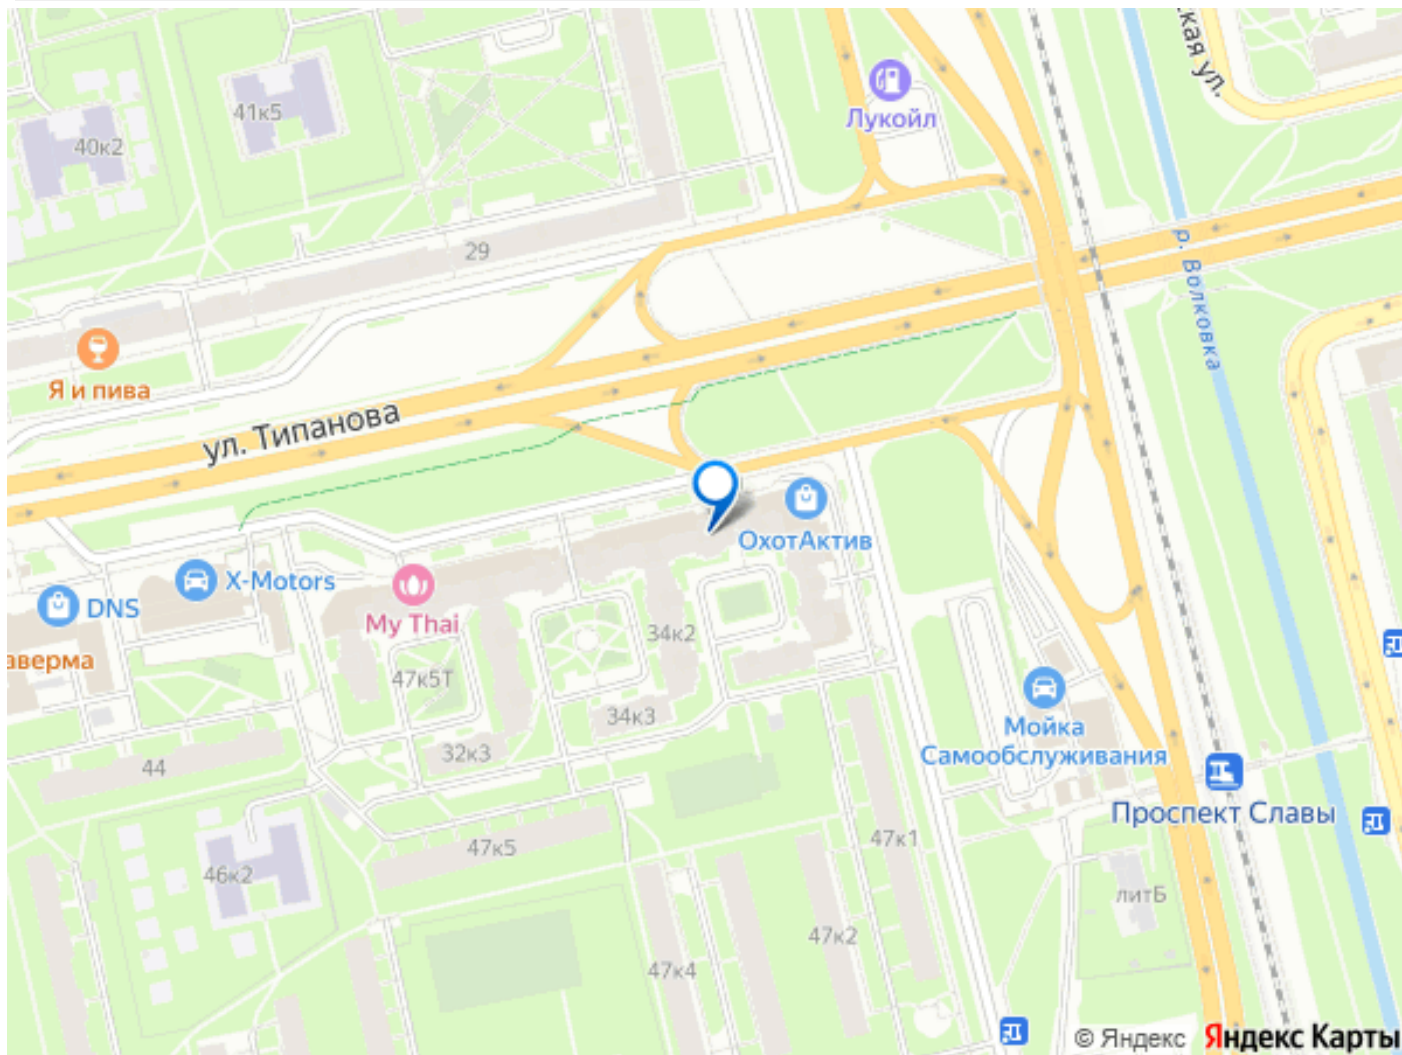 ская ул.
Лукойл
41к5
40к2
р. Волковка
29
Я и пива
ул. Типанова
ОхотАктив
X-Motors
DNS
My Thai
аверма
34к2
47к5Т
34к3
32к3
44
Мойка
Самообслуживания
Проспект Славы
47к5
47к1
46к2
литБ
47к2
47к4
© Яндекс Яндекс Карты